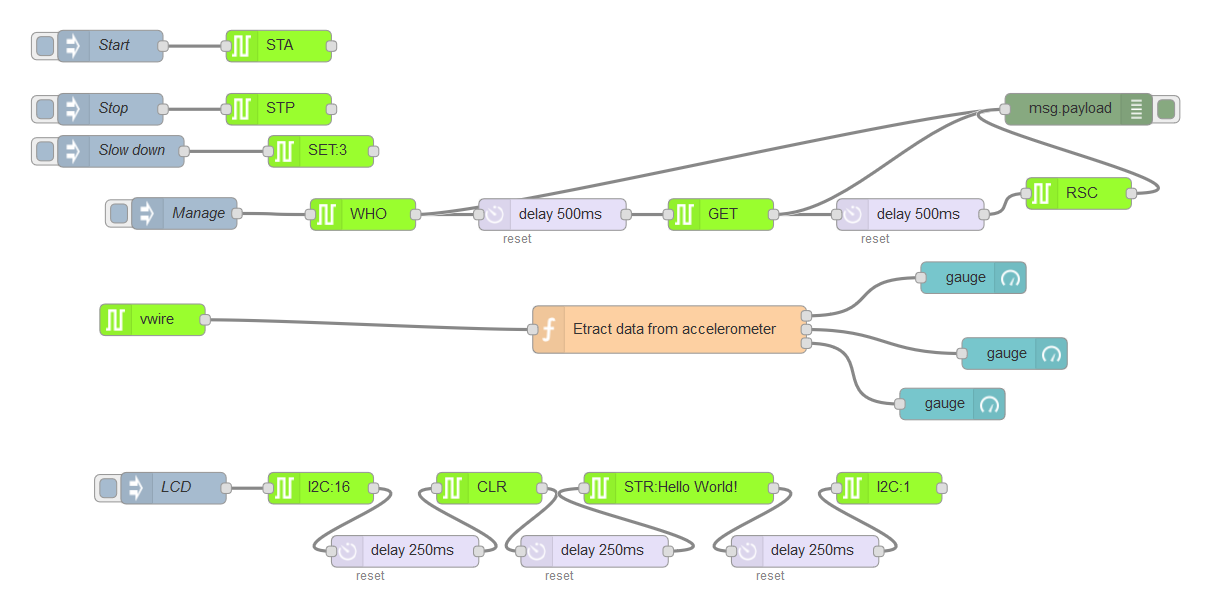 Start
STA
Stop
STP
msg.payload
Slow down
SET:3
RSC
Manage
WHO
delay 500ms
GET
delay 500ms
reset
reset
gauge
vwire
Etract data from accelerometer
gauge
gauge
LCD
I2C:16
CLR
STR:Hello World!
I2C:1
delay 250ms
delay 250ms
delay 250ms
reset
reset
reset